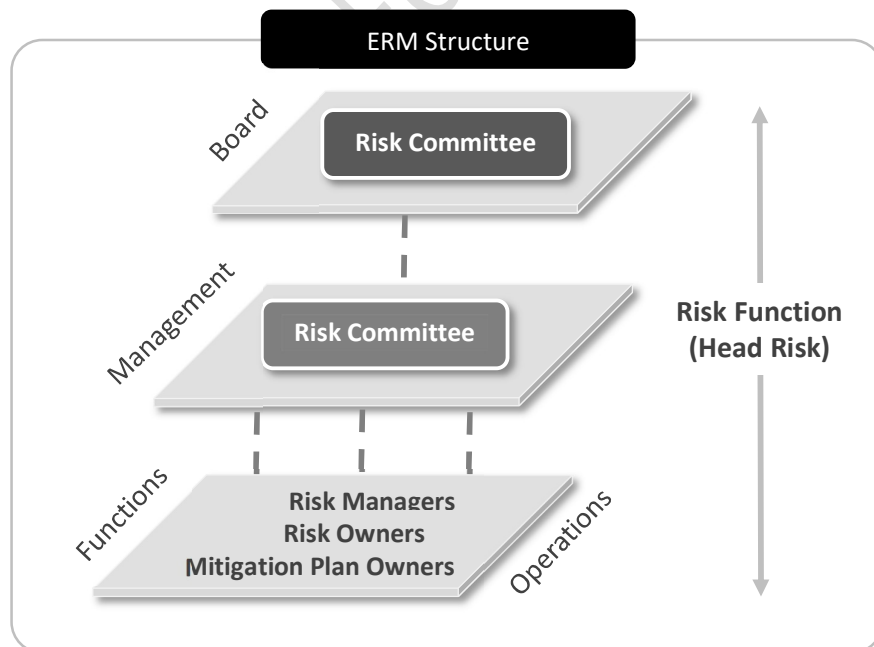 ERM Structure
Board
Risk Committee
Management
Risk Committee
Risk Function
(Head Risk)
Functions
Risk Managers
Risk Owners
Mitigation Plan Owners
Operations